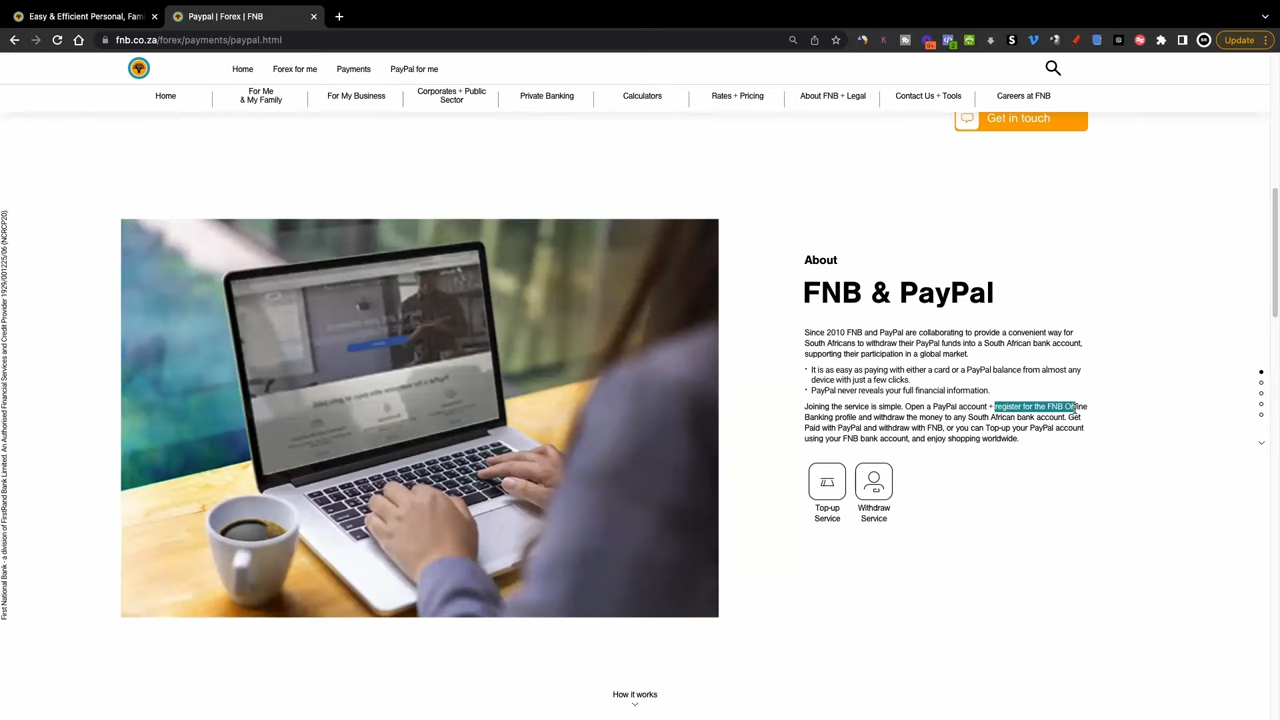 Easy & Efficient Personal, Fami
Paypal | Forex | FNB
fnb.co.za/forex/payments/paypal.html
Update
Home
Forex for me
Payments
PayPal for me
Home
For Me
& My Family
For My Business
Corporates + Public
Sector
Private Banking
Calculators
Rates + Pricing
About FNB + Legal
Contact Us + Tools
Careers at FNB
Get in touch
First National Bank - a division of FirstRand Bank Limited. An Authorised Financial Services and Credit Provider 1929/001225/06 (NCRCP20).
About
FNB & PayPal
Since 2010 FNB and PayPal are collaborating to provide a convenient way for
South Africans to withdraw their PayPal funds into a South African bank account,
supporting their participation in a global market.
· It is as easy as paying with either a card or a PayPal balance from almost any
device with just a few clicks.
· PayPal never reveals your full financial information.
Joining the service is simple. Open a PayPal account + register for the FNB Online
Banking profile and withdraw the money to any South African bank account. Get
Paid with PayPal and withdraw with FNB, or you can Top-up your PayPal account
using your FNB bank account, and enjoy shopping worldwide.
Top-up
Service
Withdraw
Service
How it works